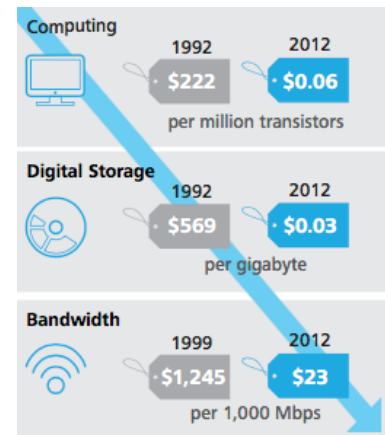 Computing
1992 2012
$222 $0.06
per million transistors
Digital Storage
1992 2012
$569 $0.03
per gigabyte
Bandwidth
1999 2012
$1,245 $23
per 1,000 Mbps